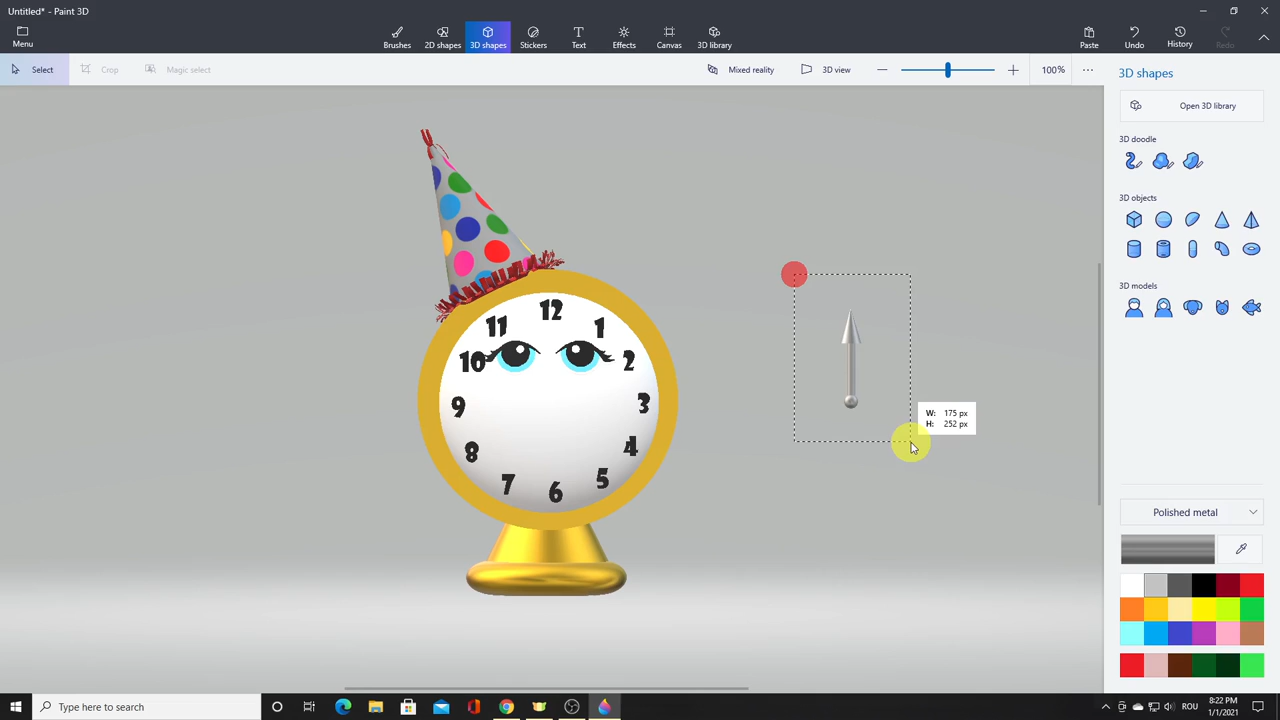 Untitled* - Paint 3D
Menu
Brushes
2D shapes
3D shapes
Stickers
Text
Effects
Canvas
3D library
Paste
Undo
History
Redo
Select
Crop
Magic select
Mixed reality
3D view
100%
3D shapes
Open 3D library
3D doodle
3D objects
3D models
12
11
1
10
2
9
3
8
4
7
5
6
W: 175 px
H: 252 px
Polished metal
Type here to search
ROU
8:22 PM
1/1/2021